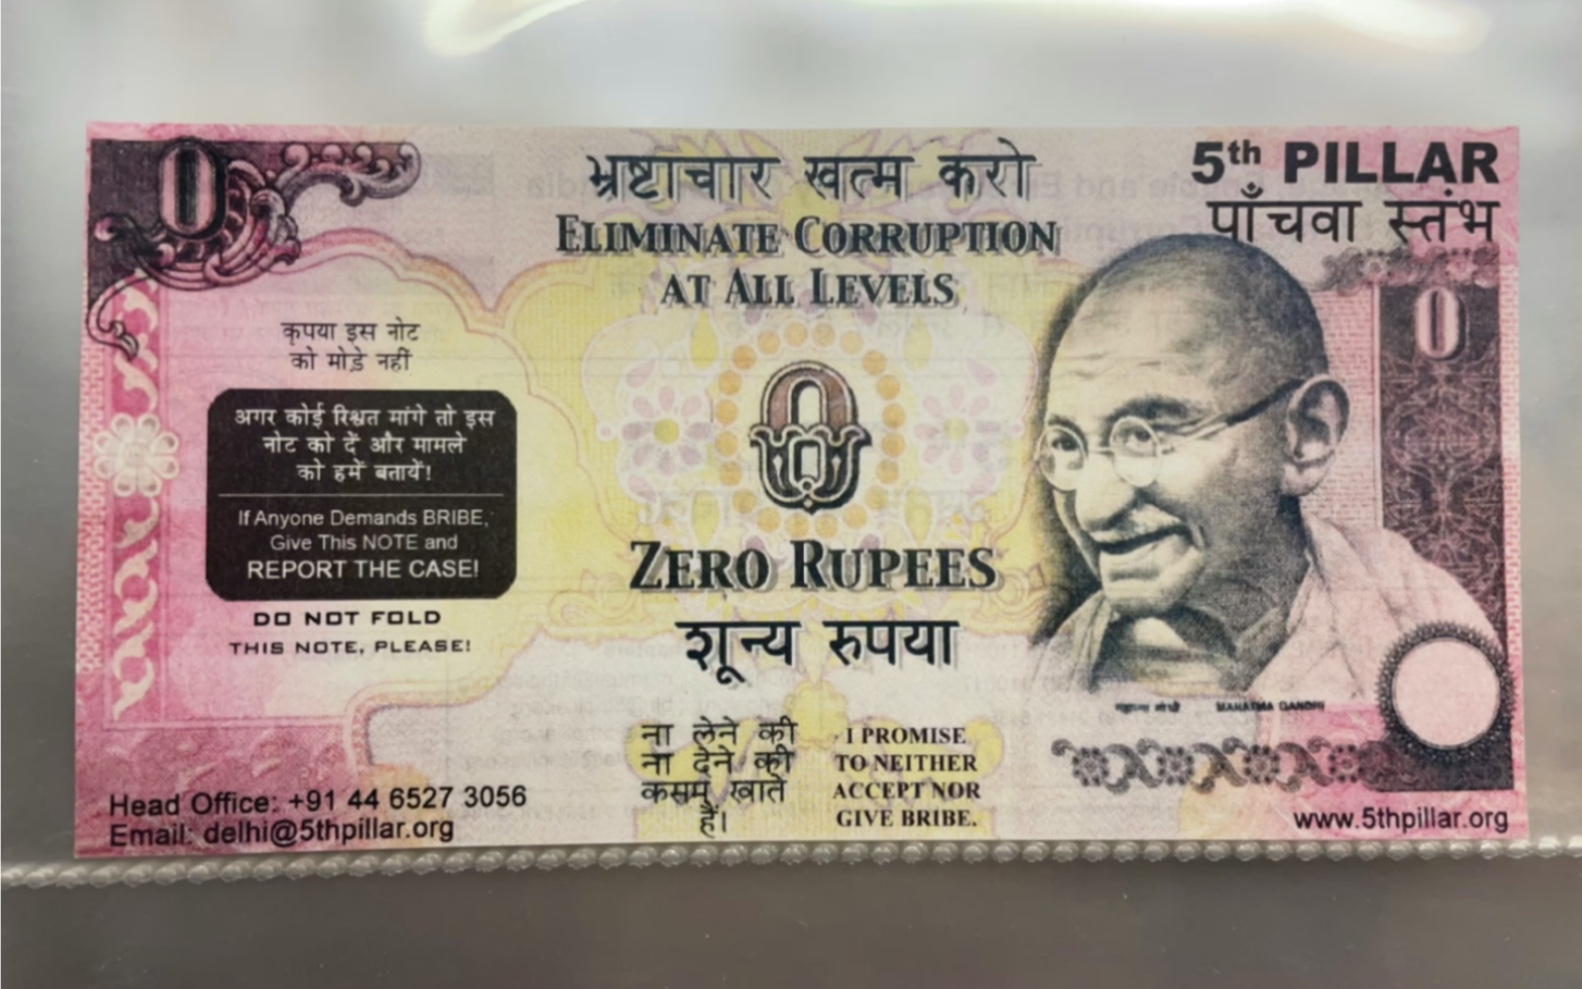 0
भ्रष्टाचार खत्म करो
ELIMINATE CORRUPTION
AT ALL LEVELS
5th PILLAR
पाँचवा स्तंभ
0
कृपया इस नोट
को मोड़े नहीं
अगर कोई रिश्वत मांगे तो इस
नोट को दें और मामले
को हमें बतायें!
If Anyone Demands BRIBE,
Give This NOTE and
REPORT THE CASE!
DO NOT FOLD
THIS NOTE, PLEASE!
0
ZERO RUPEES
शून्य रुपया
ना लेने की
ना देने की
कसम खाते
हैं।
I PROMISE
TO NEITHER
ACCEPT NOR
GIVE BRIBE.
महात्मा गाँधी MAHATMA GANDHI
Head Office: +91 44 6527 3056
Email: delhi@5thpillar.org
www.5thpillar.org